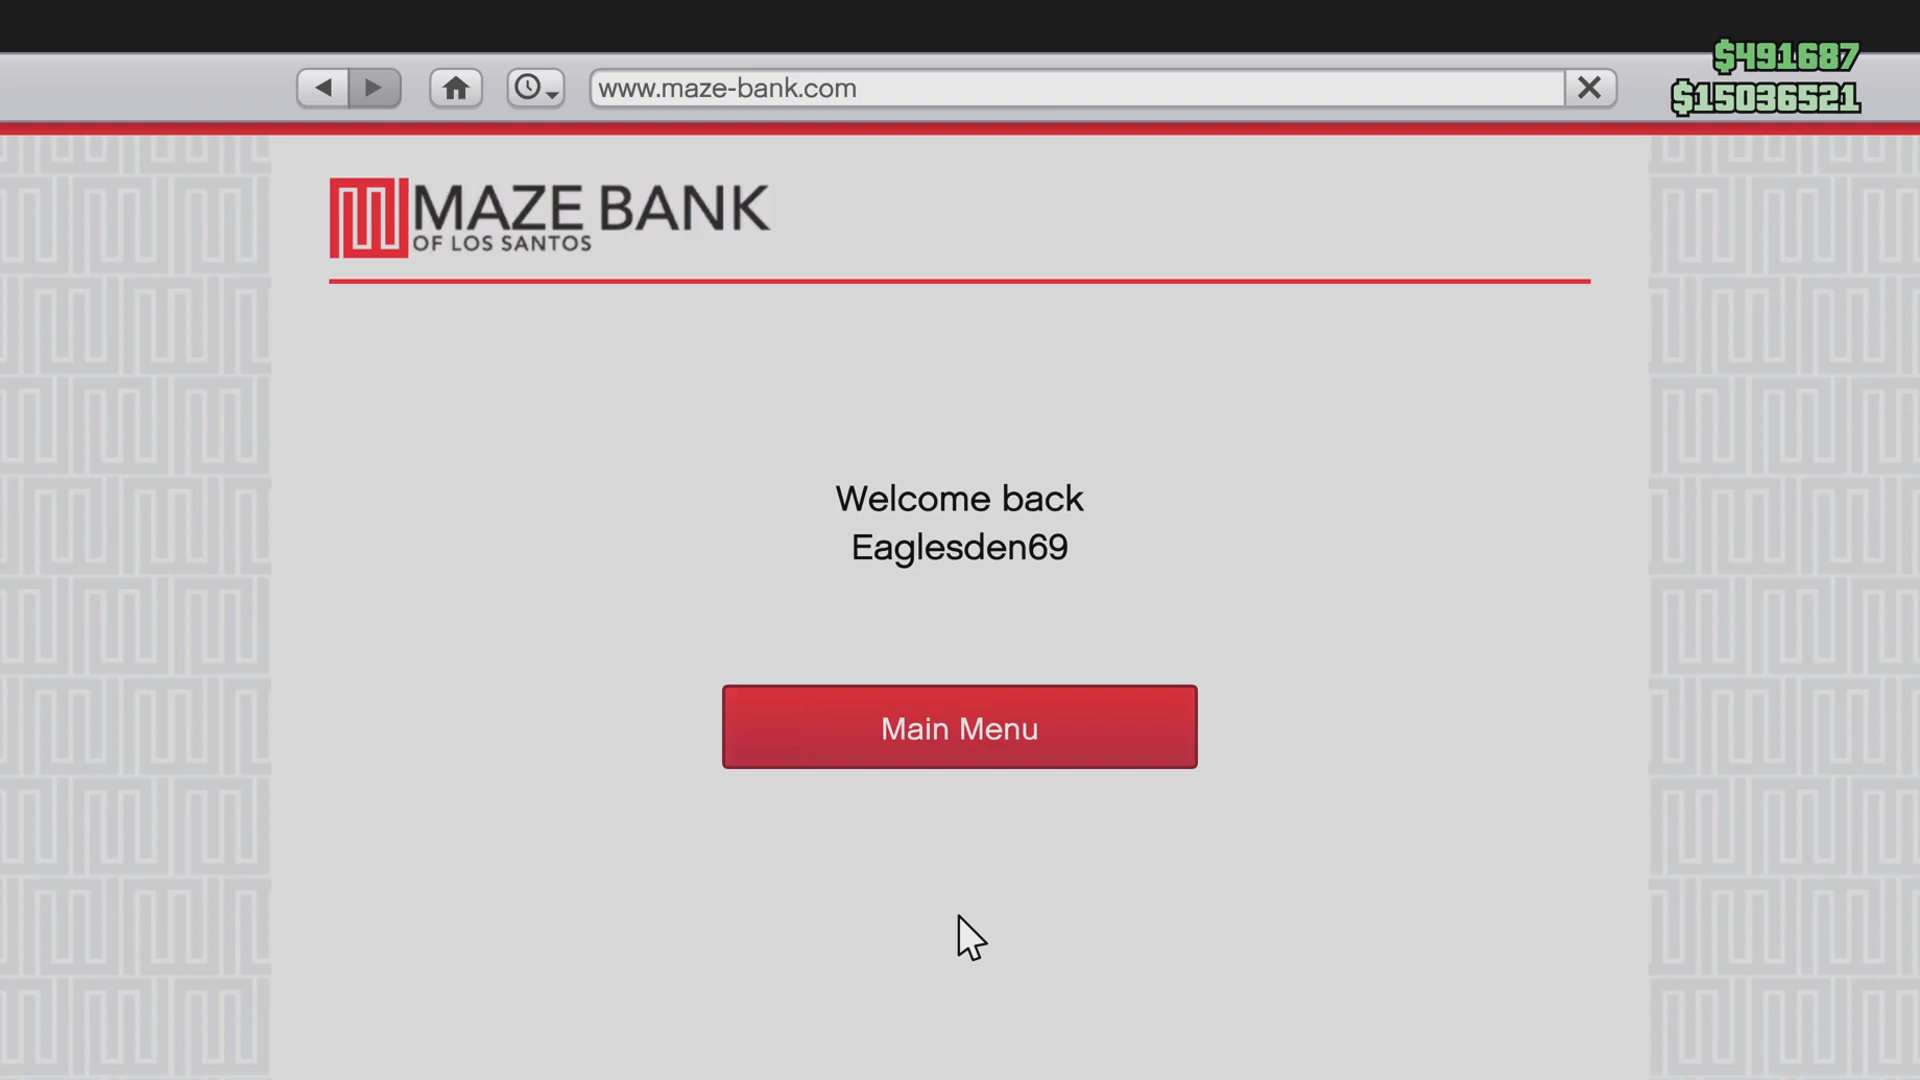 www.maze-bank.com
$491687
$15036521
MAZE BANK
OF LOS SANTOS
Welcome back
Eaglesden69
Main Menu